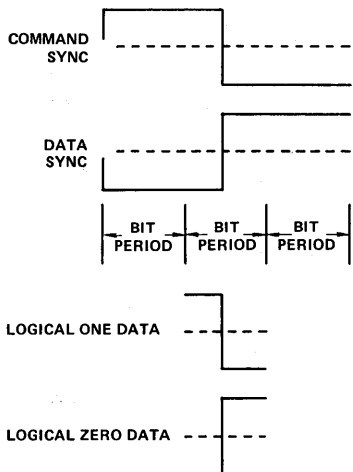 COMMAND
SYNC
DATA
SYNC
BIT PERIOD
BIT PERIOD
BIT PERIOD
LOGICAL ONE DATA
LOGICAL ZERO DATA